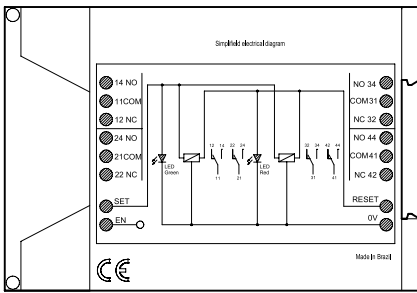 Simplifield electrical diagram
14 NO
NO 34
11COM
COM31
12 NC
NC 32
24 NO
NO 44
21COM
COM41
22 NC
NC 42
12 14 22 24
32 34 42 44
LED
Green
11
21
LED
Red
31
41
SET
RESET
EN
0V
Made In Brazil
CE